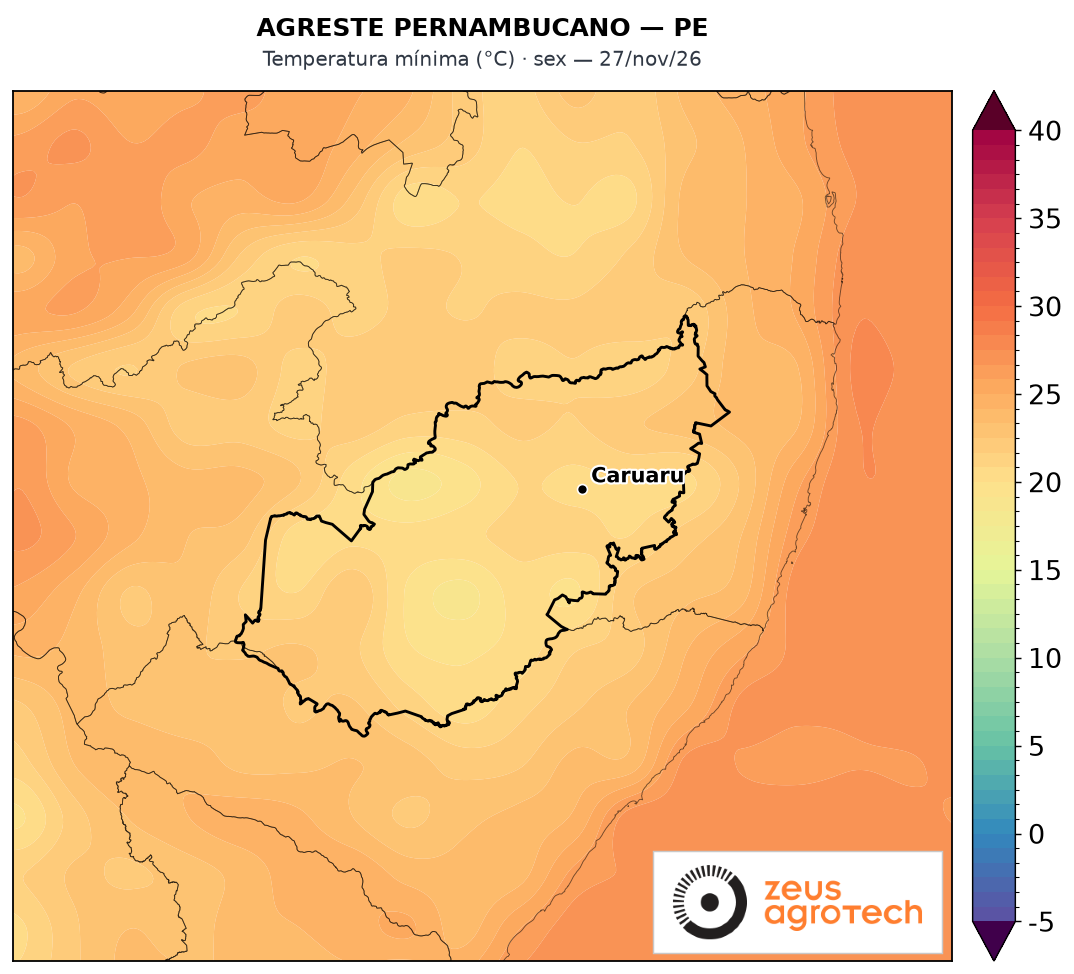 AGRESTE PERNAMBUCANO — PE
Temperatura mínima (°C) · sex — 27/nov/26
40
35
30
25
20
15
10
5
0
-5
Caruaru
zeus
agrotech